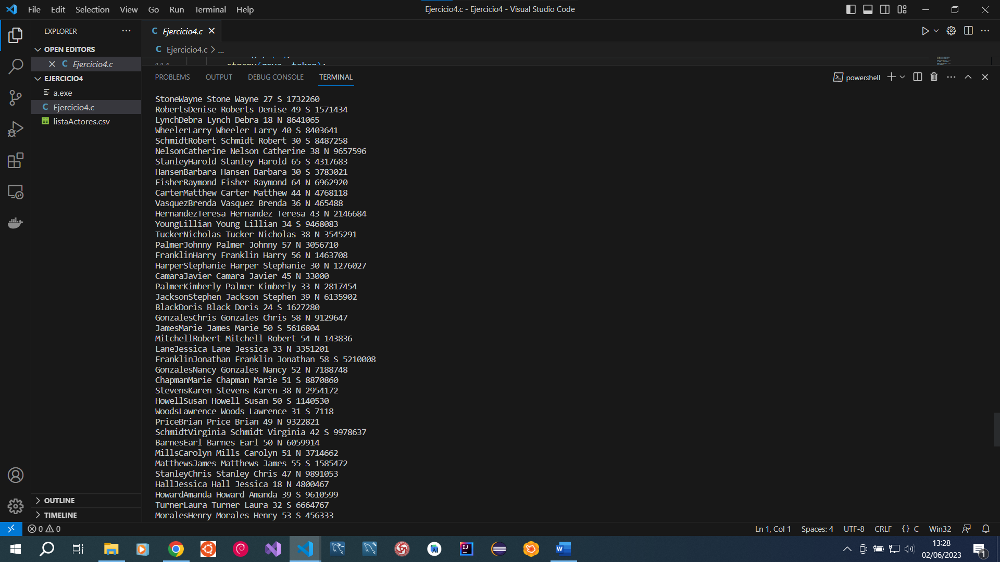 File Edit Selection View Go Run Terminal Help
Ejercicio4.c - Ejercicio4 - Visual Studio Code
EXPLORER
OPEN EDITORS
Ejercicio4.c
EJERCICIO4
a.exe
Ejercicio4.c
listaActores.csv
OUTLINE
TIMELINE
Ejercicio4.c
Ejercicio4.c > ...
114 strcpy(goya, token);
PROBLEMS OUTPUT DEBUG CONSOLE TERMINAL
powershell
StoneWayne Stone Wayne 27 S 1732260
RobertsDenise Roberts Denise 49 S 1571434
LynchDebra Lynch Debra 18 N 8641065
WheelerLarry Wheeler Larry 40 S 8403641
SchmidtRobert Schmidt Robert 30 S 8487258
NelsonCatherine Nelson Catherine 38 N 9657596
StanleyHarold Stanley Harold 65 S 4317683
HansenBarbara Hansen Barbara 30 S 3783021
FisherRaymond Fisher Raymond 64 N 6962920
CarterMatthew Carter Matthew 44 N 4768118
VasquezBrenda Vasquez Brenda 36 N 465488
HernandezTeresa Hernandez Teresa 43 N 2146684
YoungLillian Young Lillian 34 S 9468083
TuckerNicholas Tucker Nicholas 38 N 3545291
PalmerJohnny Palmer Johnny 57 N 3056710
FranklinHarry Franklin Harry 56 N 1463708
HarperStephanie Harper Stephanie 30 N 1276027
CamaraJavier Camara Javier 45 N 33000
PalmerKimberly Palmer Kimberly 33 N 2817454
JacksonStephen Jackson Stephen 39 N 6135902
BlackDoris Black Doris 24 S 1627280
GonzalesChris Gonzales Chris 58 N 9129647
JamesMarie James Marie 50 S 5616804
MitchellRobert Mitchell Robert 54 N 143836
LaneJessica Lane Jessica 33 N 3351201
FranklinJonathan Franklin Jonathan 58 S 5210008
GonzalesNancy Gonzales Nancy 52 N 7188748
ChapmanMarie Chapman Marie 51 S 8870860
StevensKaren Stevens Karen 38 N 2954172
HowellSusan Howell Susan 50 S 1140530
WoodsLawrence Woods Lawrence 31 S 7118
PriceBrian Price Brian 49 N 9322821
SchmidtVirginia Schmidt Virginia 42 S 9978637
BarnesEarl Barnes Earl 50 N 6059914
MillsCarolyn Mills Carolyn 51 N 3714662
MatthewsJames Matthews James 55 S 1585472
StanleyChris Stanley Chris 47 N 9891053
HallJessica Hall Jessica 18 N 4800467
HowardAmanda Howard Amanda 39 S 9610599
TurnerLaura Turner Laura 32 S 6664767
MoralesHenry Morales Henry 53 S 456333
0 0
Ln 1, Col 1 Spaces: 4 UTF-8 CRLF {} C Win32
13:28
02/06/2023
1